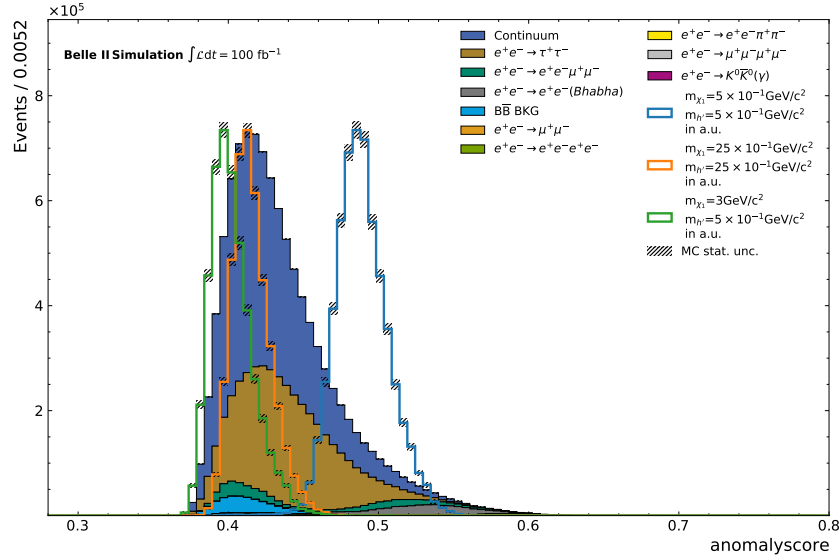 ×10⁵
Events / 0.0052
8
6
4
2
0.3 0.4 0.5 0.6 0.7 0.8
anomalyscore
Belle II Simulation ∫ℒdt = 100 fb⁻¹
Continuum
e⁺e⁻→τ⁺τ⁻
e⁺e⁻→e⁺e⁻μ⁺μ⁻
e⁺e⁻→e⁺e⁻(Bhabha)
BB̅ BKG
e⁺e⁻→μ⁺μ⁻
e⁺e⁻→e⁺e⁻e⁺e⁻
e⁺e⁻→e⁺e⁻π⁺π⁻
e⁺e⁻→μ⁺μ⁻μ⁺μ⁻
e⁺e⁻→K⁰K̅⁰(γ)
m_χ₁=5×10⁻¹GeV/c²
m_h′=5×10⁻¹GeV/c²
in a.u.
m_χ₁=25×10⁻¹GeV/c²
m_h′=25×10⁻¹GeV/c²
in a.u.
m_χ₁=3GeV/c²
m_h′=5×10⁻¹GeV/c²
in a.u.
MC stat. unc.